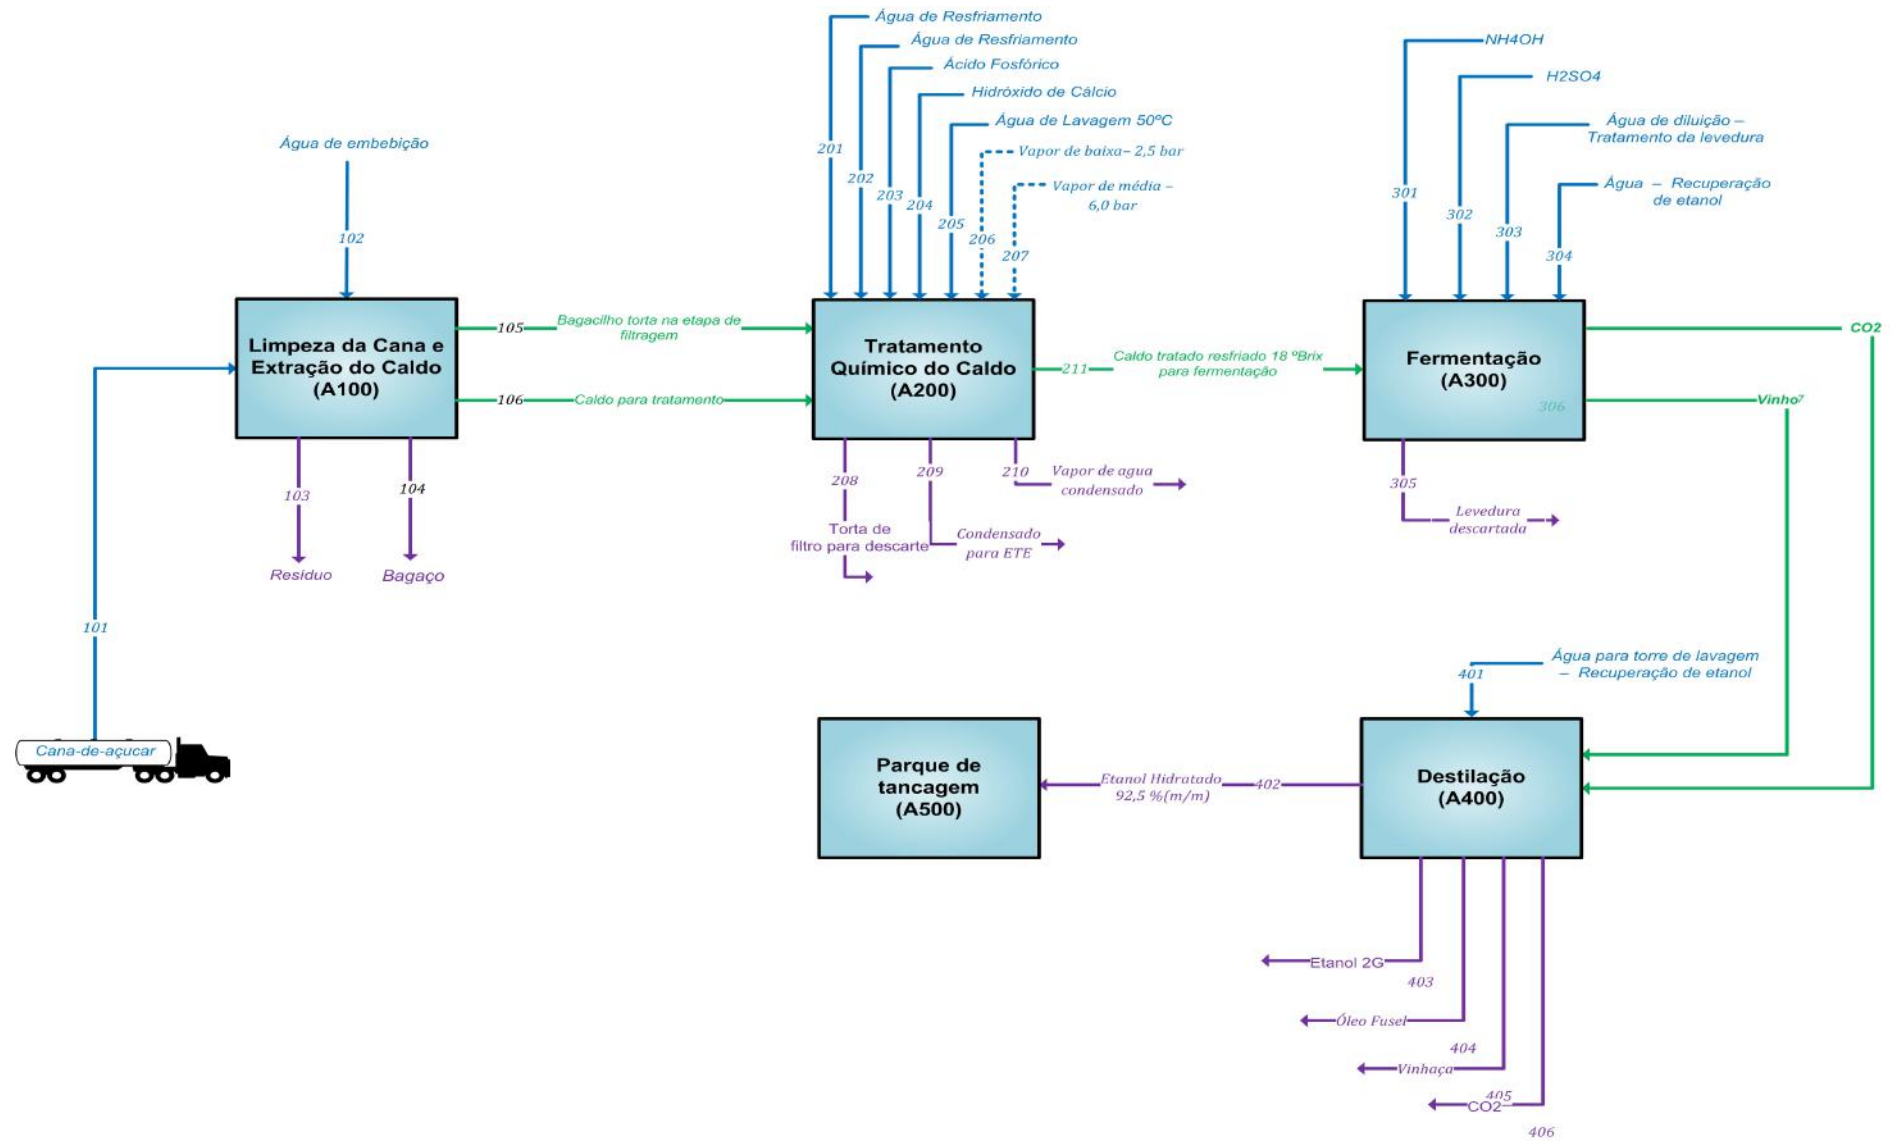 Água de Resfriamento
Água de Resfriamento
Ácido Fosfórico
Hidróxido de Cálcio
Água de Lavagem 50ºC
Vapor de baixa– 2,5 bar
Vapor de média –
6,0 bar
201
202
203
204
205
206
207
NH4OH
H2SO4
Água de diluição –
Tratamento da levedura
Água – Recuperação
de etanol
301
302
303
304
Água de embebição
102
Limpeza da Cana e
Extração do Caldo
(A100)
105
Bagacilho torta na etapa de
filtragem
106
Caldo para tratamento
Tratamento
Químico do Caldo
(A200)
211
Caldo tratado resfriado 18 ºBrix
para fermentação
Fermentação
(A300)
306
CO2
Vinho7
103
104
Resíduo
Bagaço
208
209
210
Vapor de agua
condensado
Torta de
filtro para descarte
Condensado
para ETE
305
Levedura
descartada
101
Cana-de-açucar
401
Água para torre de lavagem
– Recuperação de etanol
Parque de
tancagem
(A500)
Etanol Hidratado
92,5 %(m/m)
402
Destilação
(A400)
Etanol 2G
403
Óleo Fusel
404
Vinhaça
405
CO2
406